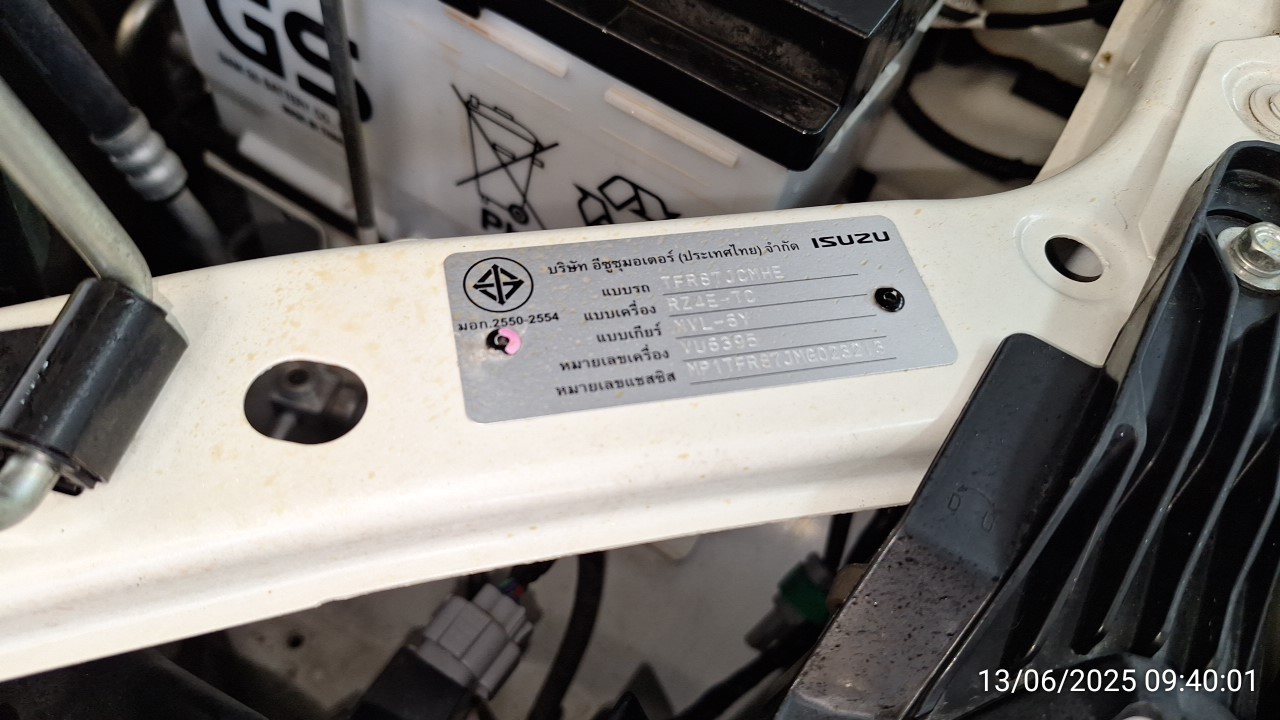 GS
บริษัท อีซูซุมอเตอร์ (ประเทศไทย) จำกัด ISUZU
มอก.2550-2554
แบบรถ TFR87JCMHE
แบบเครื่อง RZ4E-TC
แบบเกียร์ MVL-6Y
หมายเลขเครื่อง
หมายเลขแชสซิส
13/06/2025 09:40:01